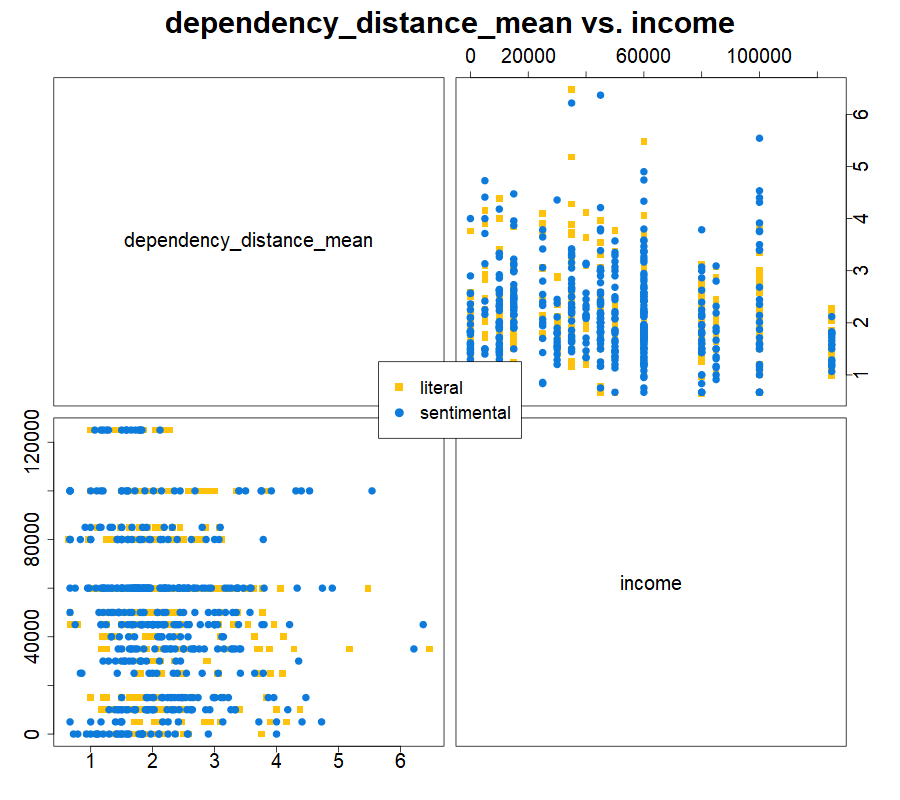 dependency_distance_mean vs. income
0 20000 60000 100000
dependency_distance_mean
6
5
4
3
2
1
literal
sentimental
120000
80000
40000
0
income
1 2 3 4 5 6